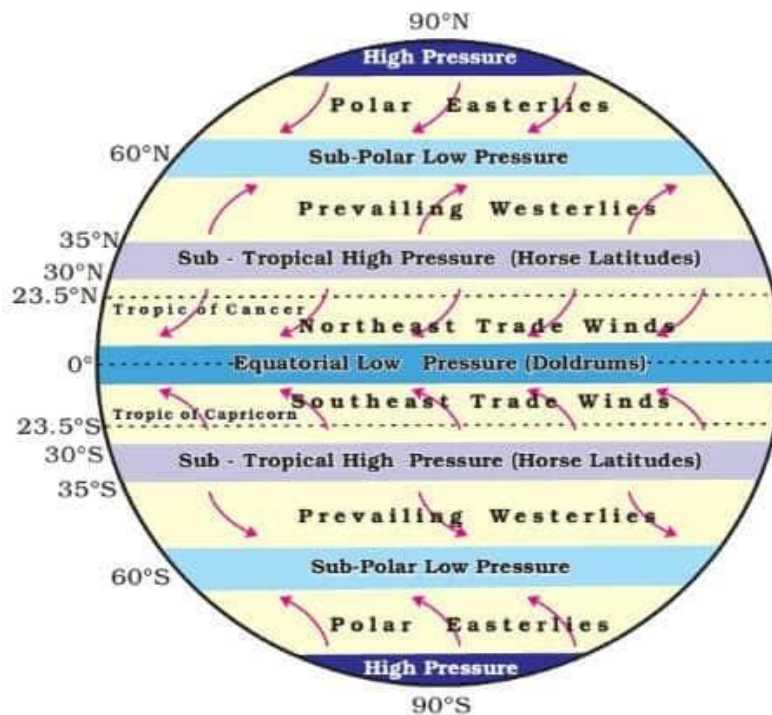 90°N
High Pressure
Polar Easterlies
60°N
Sub-Polar Low Pressure
Prevailing Westerlies
35°N
Sub - Tropical High Pressure (Horse Latitudes)
30°N
23.5°N
Tropic of Cancer
Northeast Trade Winds
0°
Equatorial Low Pressure (Doldrums)
Southeast Trade Winds
Tropic of Capricorn
23.5°S
30°S
Sub - Tropical High Pressure (Horse Latitudes)
35°S
Prevailing Westerlies
60°S
Sub-Polar Low Pressure
Polar Easterlies
High Pressure
90°S